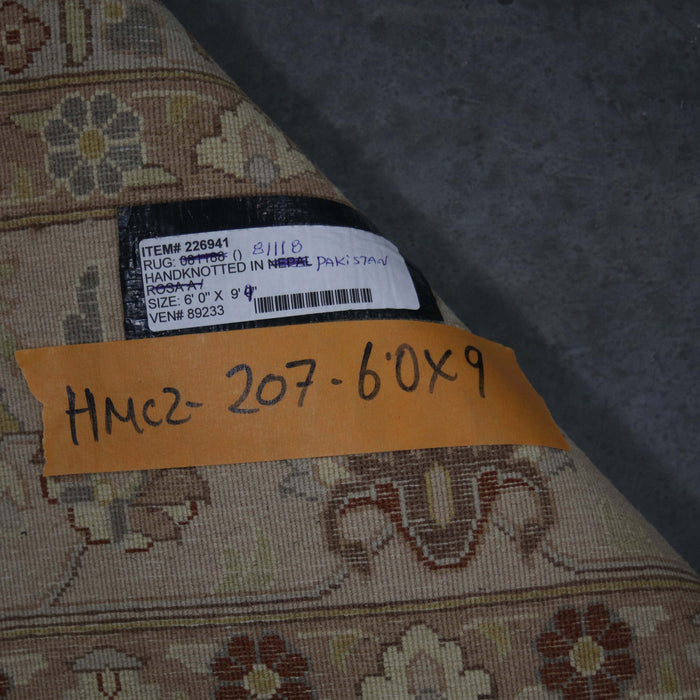 ITEM# 226941
RUG: 081188 () 81118
HANDKNOTTED IN NEPAL PAKISTAN
ROSA A/
SIZE: 6' 0" X 9' 9"
VEN# 89233
HMC2- 207-6'0X9